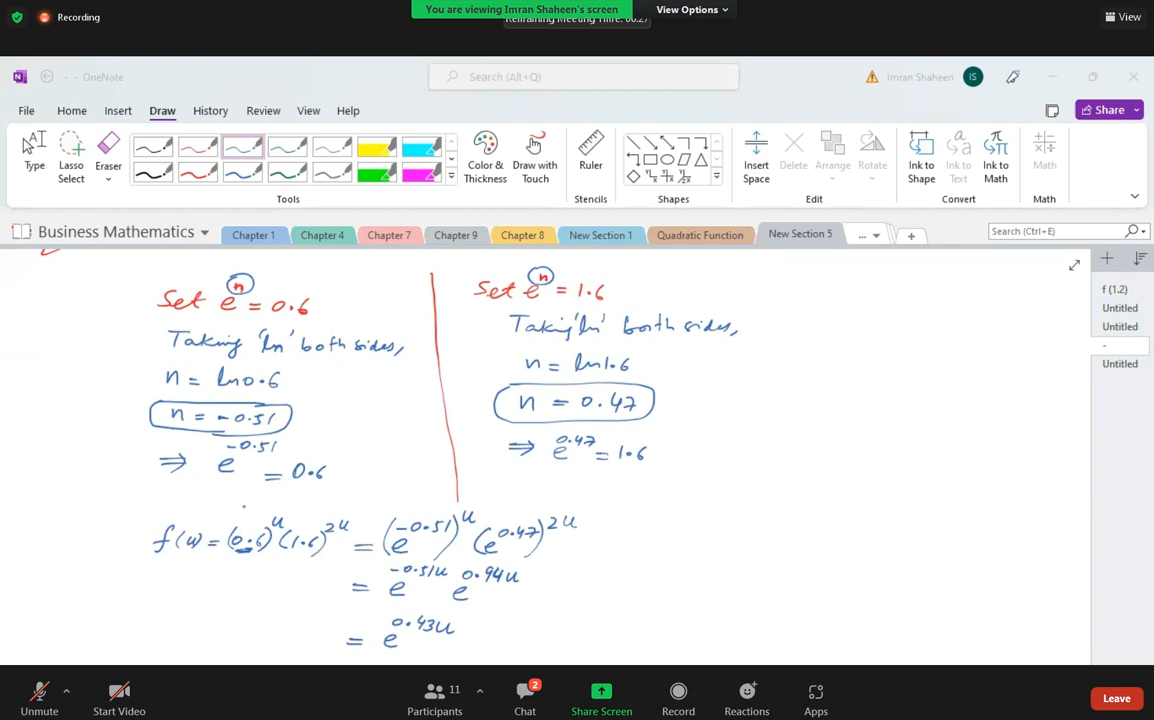 You are viewing Imran Shaheen's screen
View Options
Recording
View
- - OneNote
Search (Alt+Q)
Imran Shaheen
IS
File Home Insert Draw History Review View Help
Share
Type
Lasso Select
Eraser
Color & Thickness
Draw with Touch
Ruler
Insert Space
Delete
Arrange
Rotate
Ink to Shape
Ink to Text
Ink to Math
Math
Tools
Stencils
Shapes
Edit
Convert
Math
Business Mathematics
Chapter 1 Chapter 4 Chapter 7 Chapter 9 Chapter 8 New Section 1 Quadratic Function New Section 5 ...
Search (Ctrl+E)
f (1.2)
Untitled
Untitled
-
Untitled
Set e^n = 0.6
Taking 'ln' both sides,
n = ln 0.6
n = -0.51
⇒ e^-0.51 = 0.6
Set e^n = 1.6
Taking 'ln' both sides,
n = ln 1.6
n = 0.47
⇒ e^0.47 = 1.6
f(u) = (0.6)^u (1.6)^2u = (e^-0.51)^u (e^0.47)^2u
= e^-0.51u e^0.94u
= e^0.43u
Unmute
Start Video
11
Participants
2
Chat
Share Screen
Record
Reactions
Apps
Leave